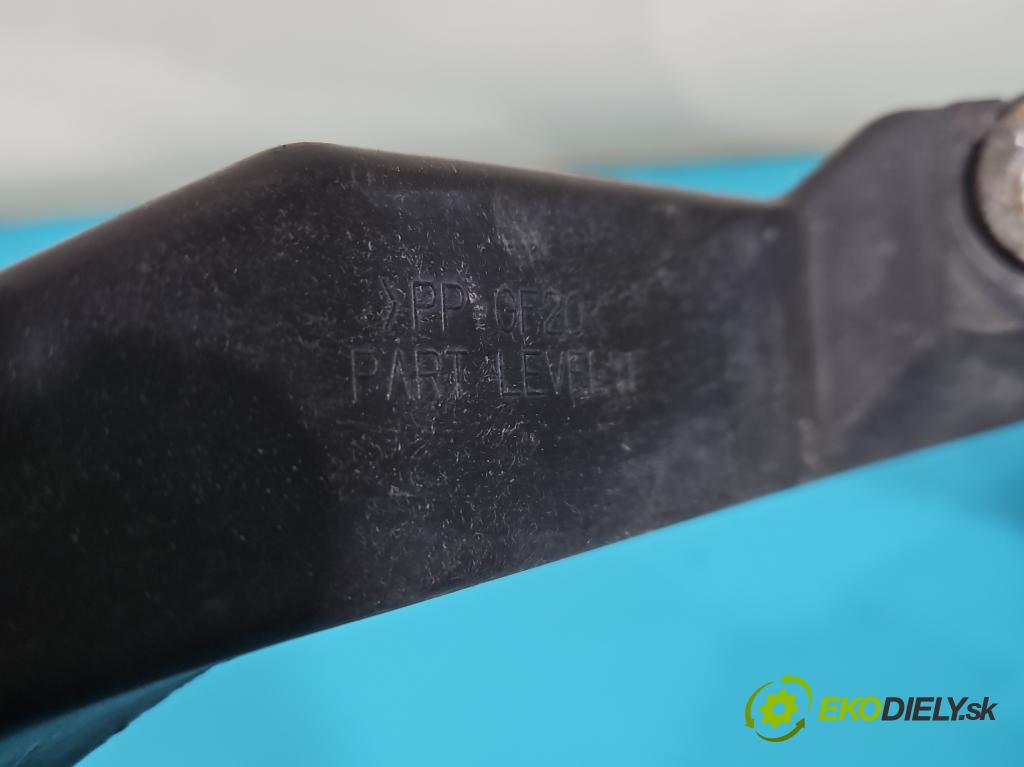 >PP GF20<
PART LEVEL
EKODIELY.sk